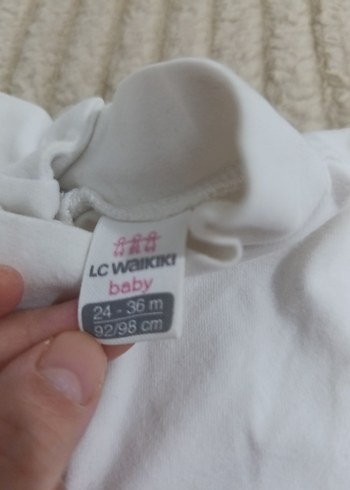 LC WaIKIKI
baby
24 - 36 m
92/98 cm